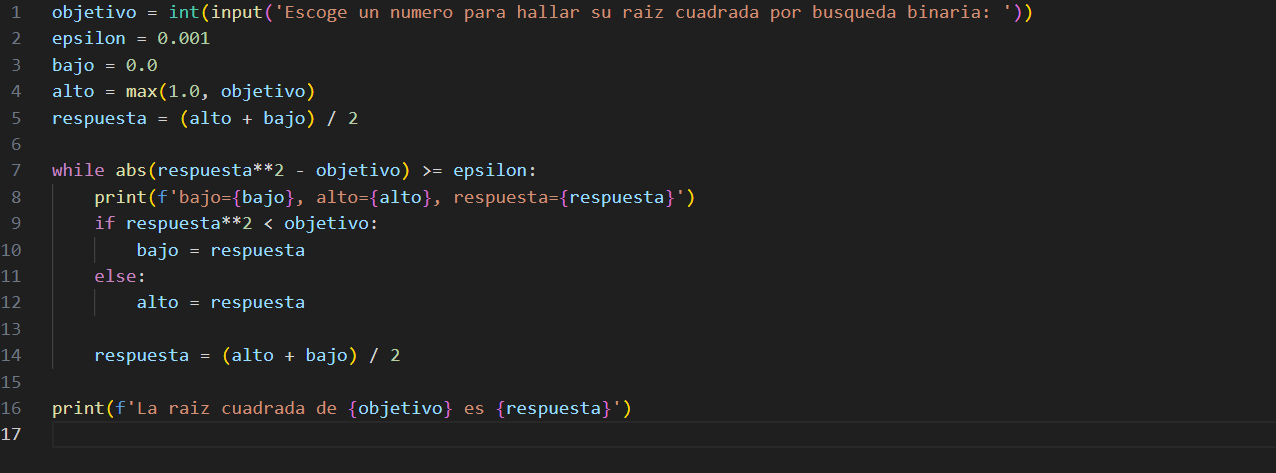 1 objetivo = int(input('Escoge un numero para hallar su raiz cuadrada por busqueda binaria: '))
2 epsilon = 0.001
3 bajo = 0.0
4 alto = max(1.0, objetivo)
5 respuesta = (alto + bajo) / 2
6
7 while abs(respuesta**2 - objetivo) >= epsilon:
8     print(f'bajo={bajo}, alto={alto}, respuesta={respuesta}')
9     if respuesta**2 < objetivo:
10         bajo = respuesta
11     else:
12         alto = respuesta
13
14     respuesta = (alto + bajo) / 2
15
16 print(f'La raiz cuadrada de {objetivo} es {respuesta}')
17